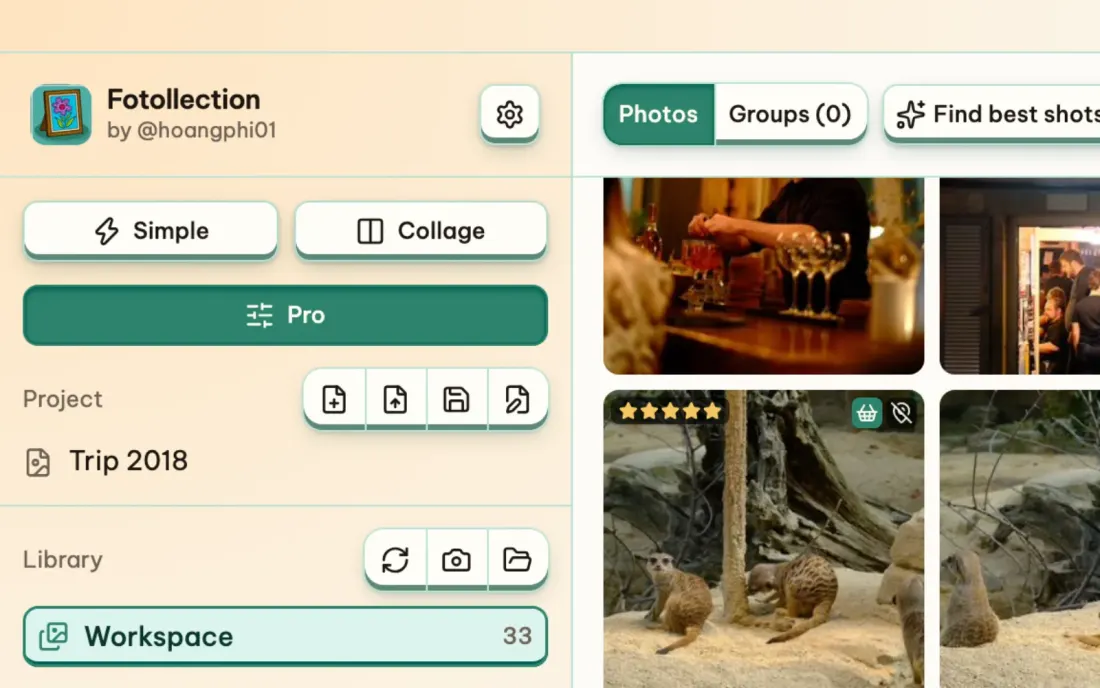 Fotollection
by @hoangphi01
Photos
Groups (0)
Find best shots
Simple
Collage
Pro
Project
Trip 2018
Library
Workspace
33